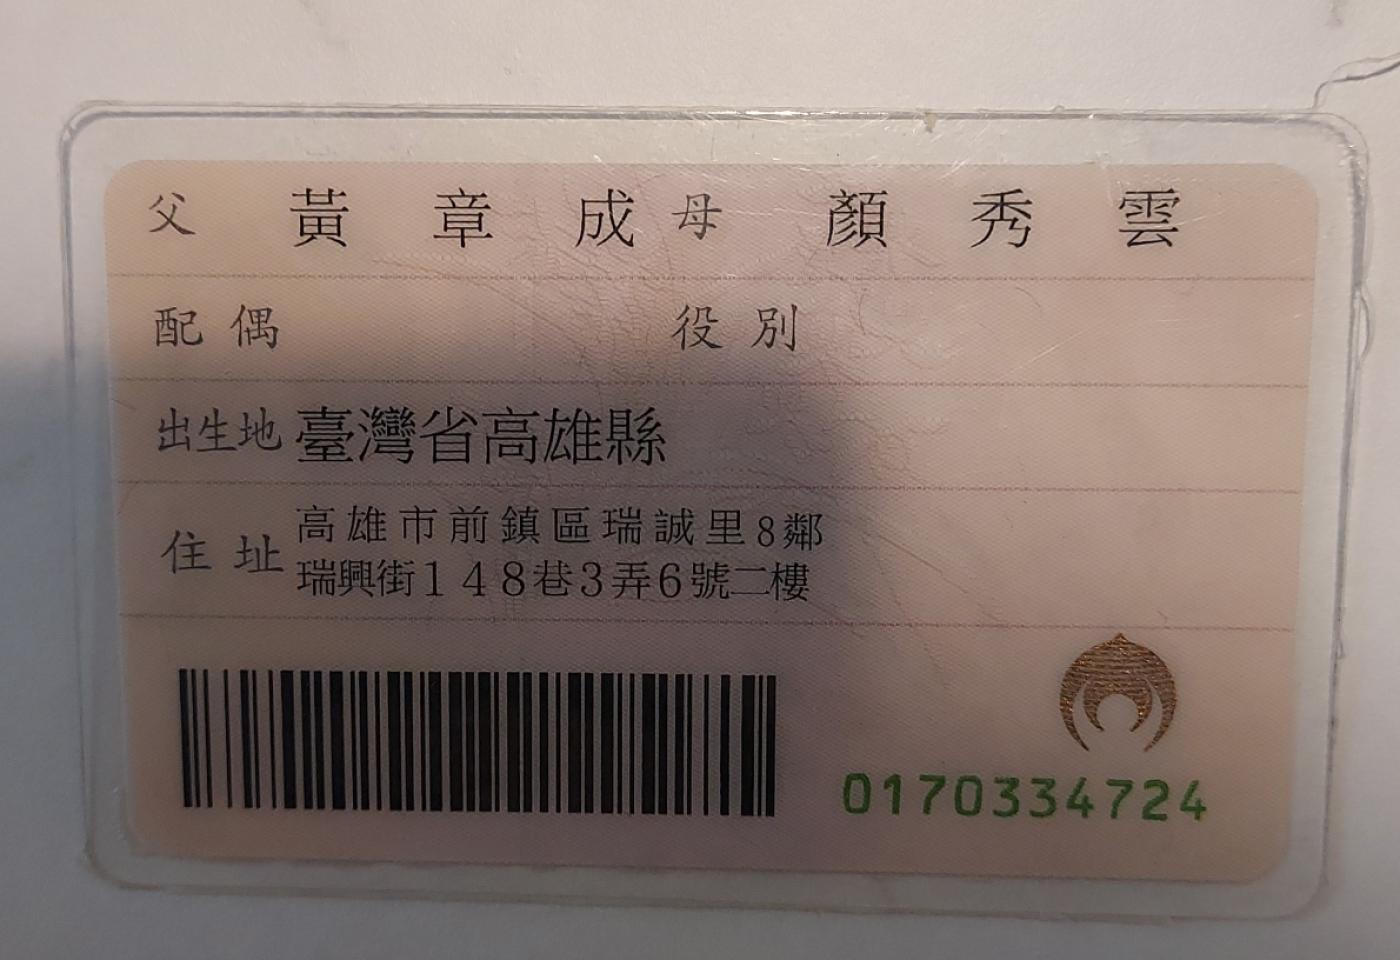 父 黃章成 母 顏秀雲
配偶 役別
出生地 臺灣省高雄縣
住址 高雄市前鎮區瑞誠里8鄰
瑞興街148巷3弄6號二樓
0170334724